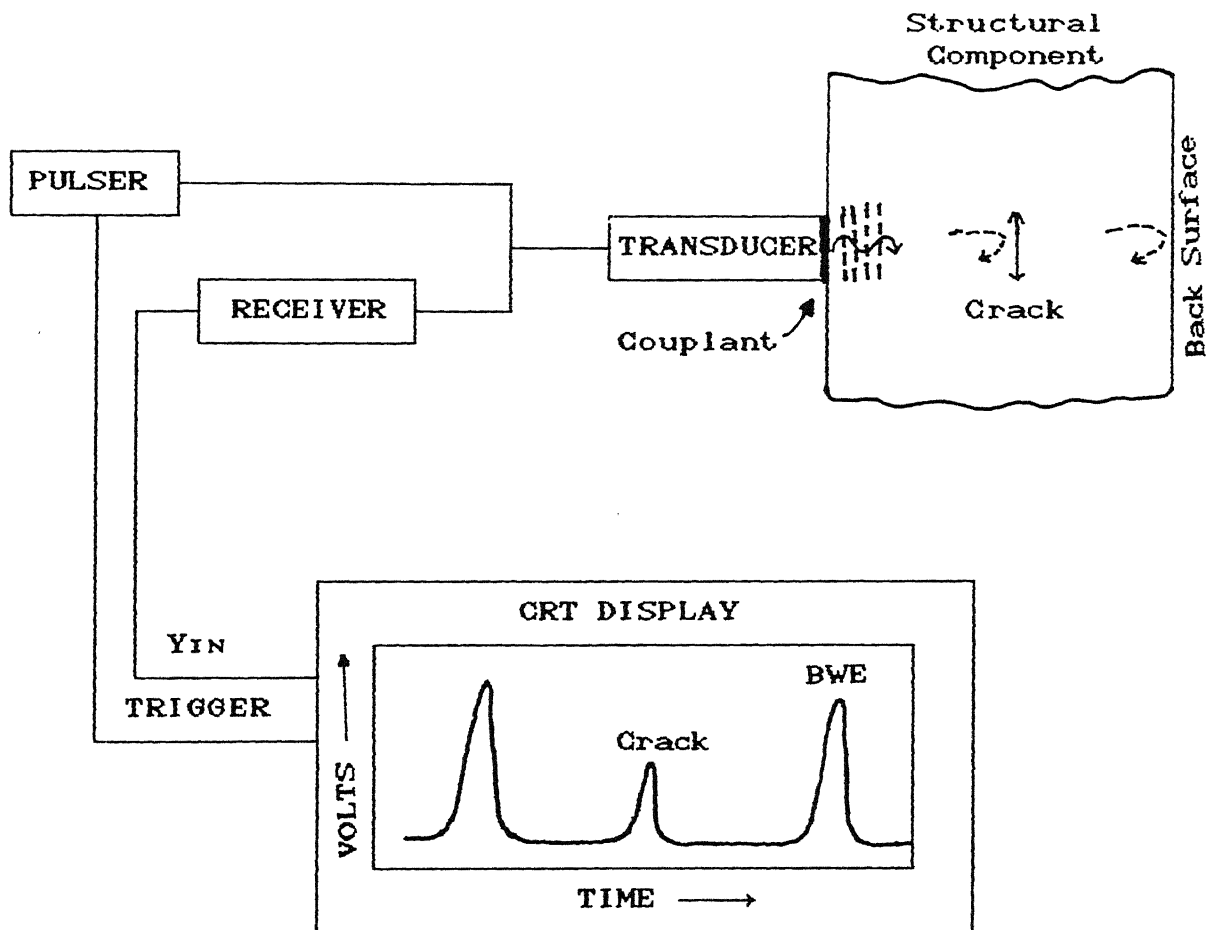 Structural
Component
PULSER
TRANSDUCER
RECEIVER
Couplant
Crack
Back Surface
CRT DISPLAY
YIN
TRIGGER
VOLTS
BWE
Crack
TIME